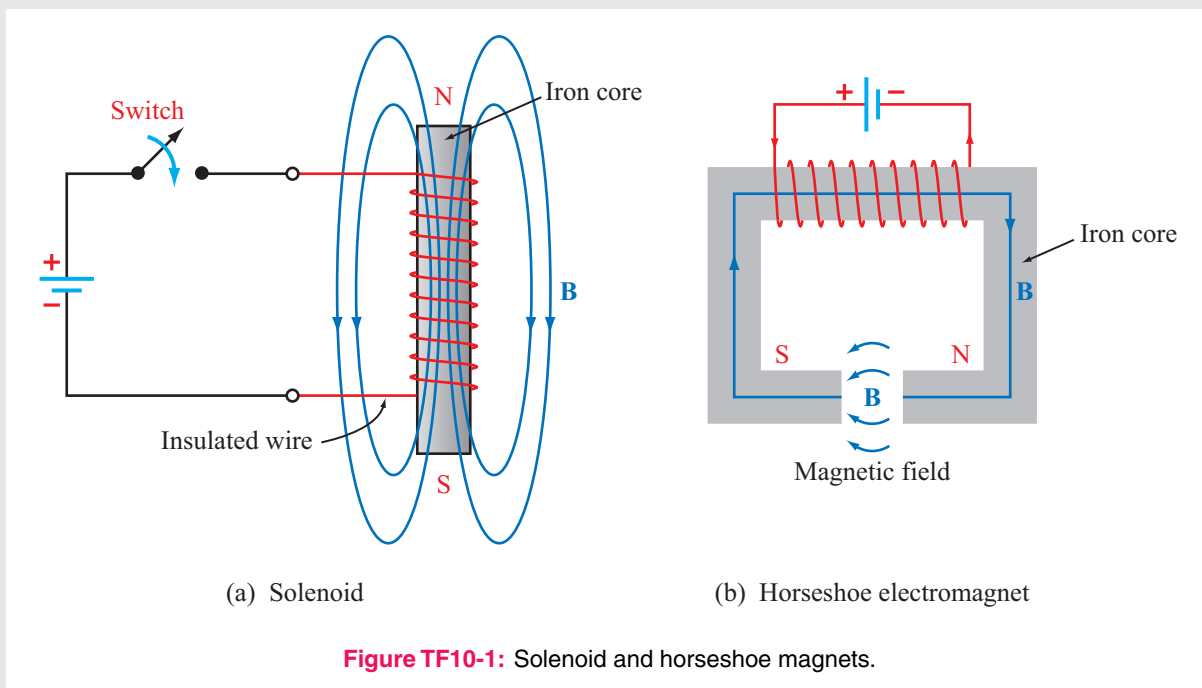 Switch
N
Iron core
+
−
B
Insulated wire
S
(a) Solenoid
+ −
Iron core
B
S
N
B
Magnetic field
(b) Horseshoe electromagnet
Figure TF10-1: Solenoid and horseshoe magnets.